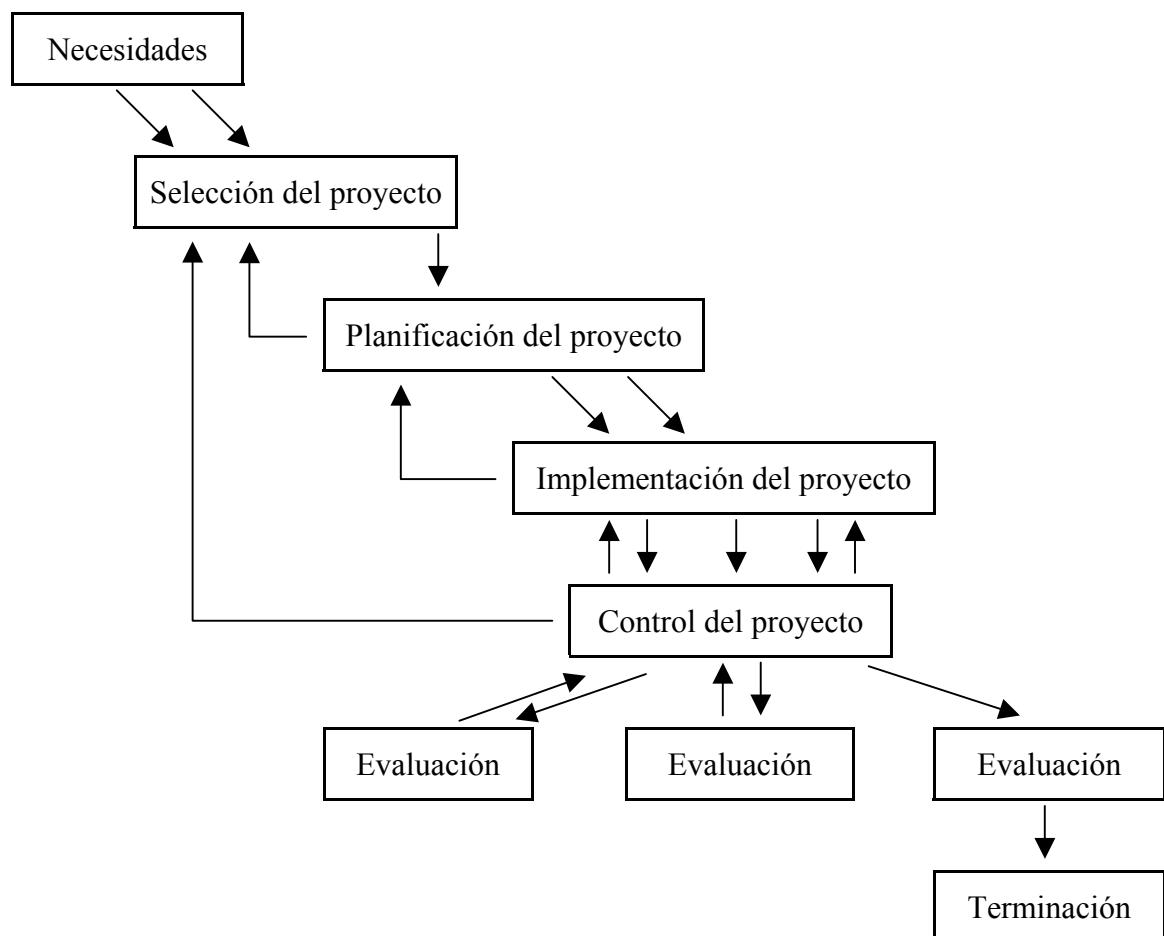 Necesidades
Selección del proyecto
Planificación del proyecto
Implementación del proyecto
Control del proyecto
Evaluación
Evaluación
Evaluación
Terminación